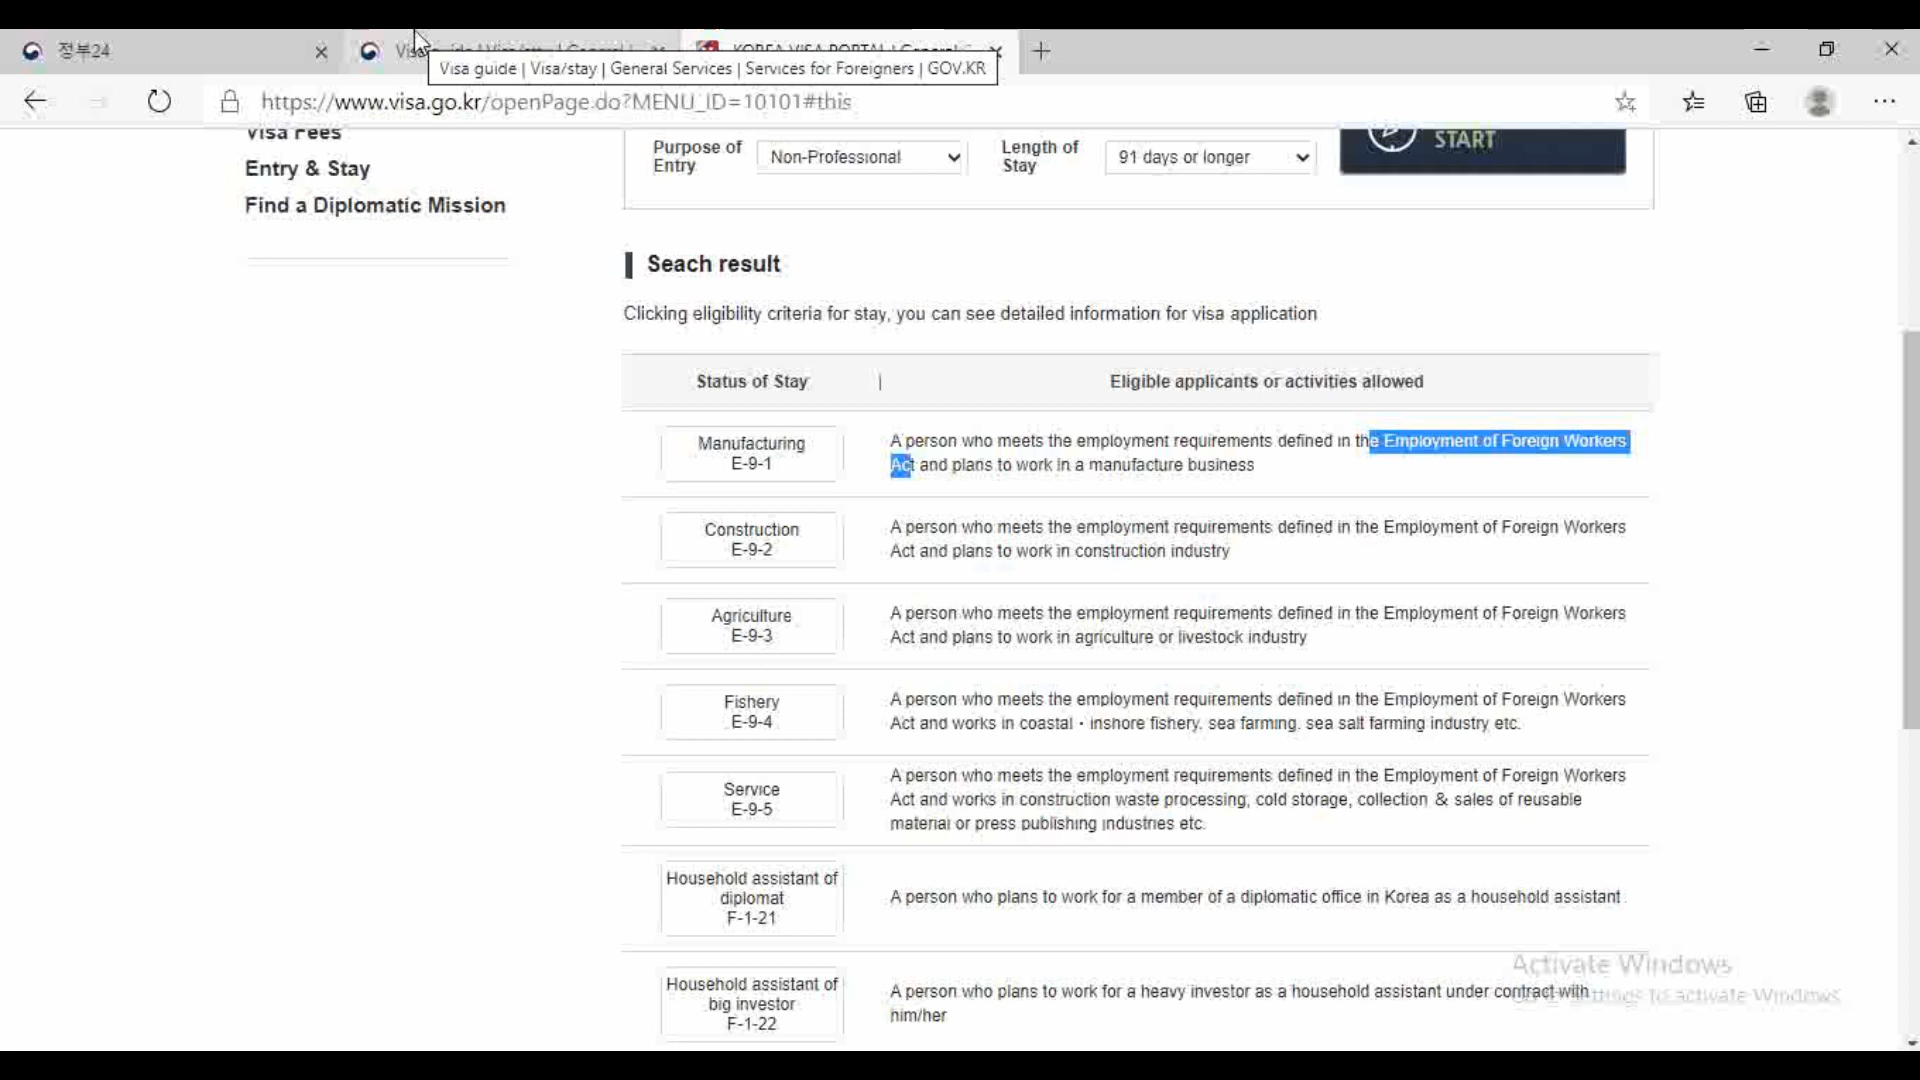 정부24
Visa guide | Visa/stay | General Services | Services for Foreigners | GOV.KR
https://www.visa.go.kr/openPage.do?MENU_ID=10101#this
Visa Fees
Entry & Stay
Find a Diplomatic Mission
Purpose of
Entry
Non-Professional
Length of
Stay
91 days or longer
START
Seach result
Clicking eligibility criteria for stay, you can see detailed information for visa application
Status of Stay | Eligible applicants or activities allowed
Manufacturing
E-9-1
A person who meets the employment requirements defined in the Employment of Foreign Workers
Act and plans to work in a manufacture business
Construction
E-9-2
A person who meets the employment requirements defined in the Employment of Foreign Workers
Act and plans to work in construction industry
Agriculture
E-9-3
A person who meets the employment requirements defined in the Employment of Foreign Workers
Act and plans to work in agriculture or livestock industry
Fishery
E-9-4
A person who meets the employment requirements defined in the Employment of Foreign Workers
Act and works in coastal · inshore fishery, sea farming, sea salt farming industry etc.
Service
E-9-5
A person who meets the employment requirements defined in the Employment of Foreign Workers
Act and works in construction waste processing, cold storage, collection & sales of reusable
material or press publishing industries etc.
Household assistant of
diplomat
F-1-21
A person who plans to work for a member of a diplomatic office in Korea as a household assistant
Household assistant of
big investor
F-1-22
A person who plans to work for a heavy investor as a household assistant under contract with
him/her
Activate Windows
to activate Windows